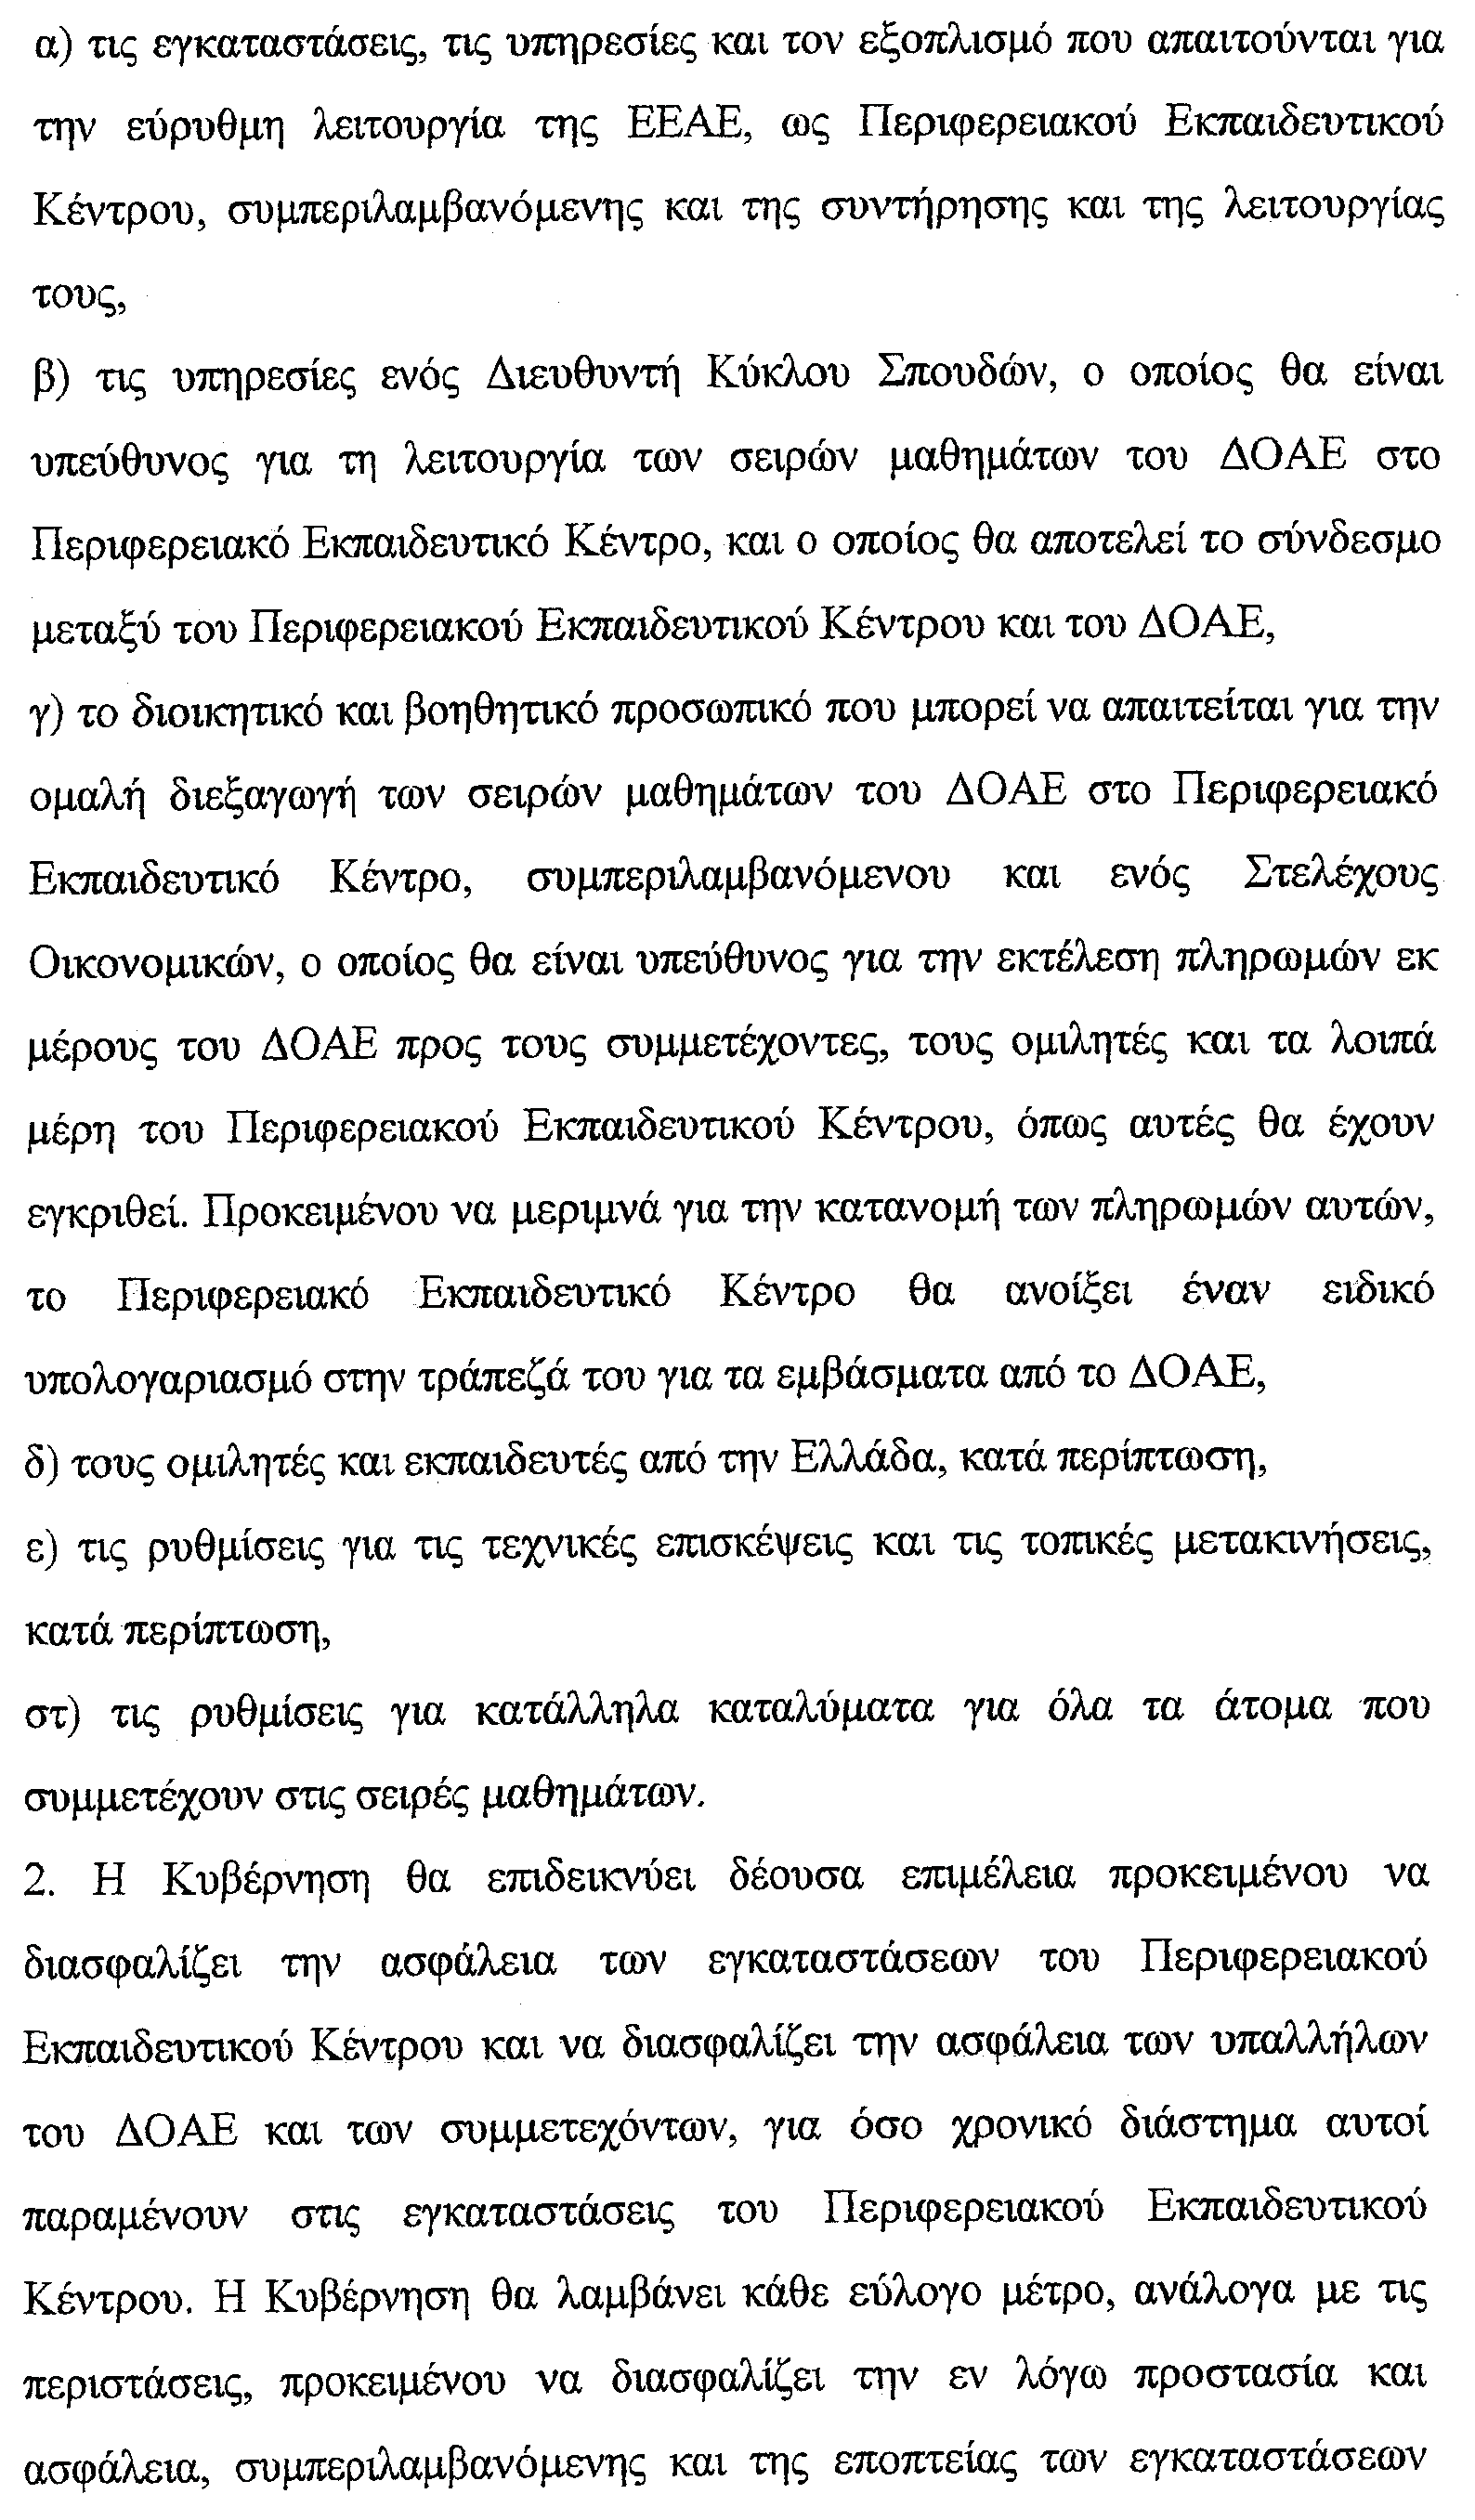 α) τις εγκαταστάσεις, τις υπηρεσίες και τον εξοπλισμό που απαιτούνται για
την εύρυθμη λειτουργία της ΕΕΑΕ, ως Περιφερειακού Εκπαιδευτικού
Κέντρου, συμπεριλαμβανόμενης και της συντήρησης και της λειτουργίας
τους,
β) τις υπηρεσίες ενός Διευθυντή Κύκλου Σπουδών, ο οποίος θα είναι
υπεύθυνος για τη λειτουργία των σειρών μαθημάτων του ΔΟΑΕ στο
Περιφερειακό Εκπαιδευτικό Κέντρο, και ο οποίος θα αποτελεί το σύνδεσμο
μεταξύ του Περιφερειακού Εκπαιδευτικού Κέντρου και του ΔΟΑΕ,
γ) το διοικητικό και βοηθητικό προσωπικό που μπορεί να απαιτείται για την
ομαλή διεξαγωγή των σειρών μαθημάτων του ΔΟΑΕ στο Περιφερειακό
Εκπαιδευτικό Κέντρο, συμπεριλαμβανόμενου και ενός Στελέχους
Οικονομικών, ο οποίος θα είναι υπεύθυνος για την εκτέλεση πληρωμών εκ
μέρους του ΔΟΑΕ προς τους συμμετέχοντες, τους ομιλητές και τα λοιπά
μέρη του Περιφερειακού Εκπαιδευτικού Κέντρου, όπως αυτές θα έχουν
εγκριθεί. Προκειμένου να μεριμνά για την κατανομή των πληρωμών αυτών,
το Περιφερειακό Εκπαιδευτικό Κέντρο θα ανοίξει έναν ειδικό
υπολογαριασμό στην τράπεζά του για τα εμβάσματα από το ΔΟΑΕ,
δ) τους ομιλητές και εκπαιδευτές από την Ελλάδα, κατά περίπτωση,
ε) τις ρυθμίσεις για τις τεχνικές επισκέψεις και τις τοπικές μετακινήσεις,
κατά περίπτωση,
στ) τις ρυθμίσεις για κατάλληλα καταλύματα για όλα τα άτομα που
συμμετέχουν στις σειρές μαθημάτων.
2. Η Κυβέρνηση θα επιδεικνύει δέουσα επιμέλεια προκειμένου να
διασφαλίζει την ασφάλεια των εγκαταστάσεων του Περιφερειακού
Εκπαιδευτικού Κέντρου και να διασφαλίζει την ασφάλεια των υπαλλήλων
του ΔΟΑΕ και των συμμετεχόντων, για όσο χρονικό διάστημα αυτοί
παραμένουν στις εγκαταστάσεις του Περιφερειακού Εκπαιδευτικού
Κέντρου. Η Κυβέρνηση θα λαμβάνει κάθε εύλογο μέτρο, ανάλογα με τις
περιστάσεις, προκειμένου να διασφαλίζει την εν λόγω προστασία και
ασφάλεια, συμπεριλαμβανόμενης και της εποπτείας των εγκαταστάσεων